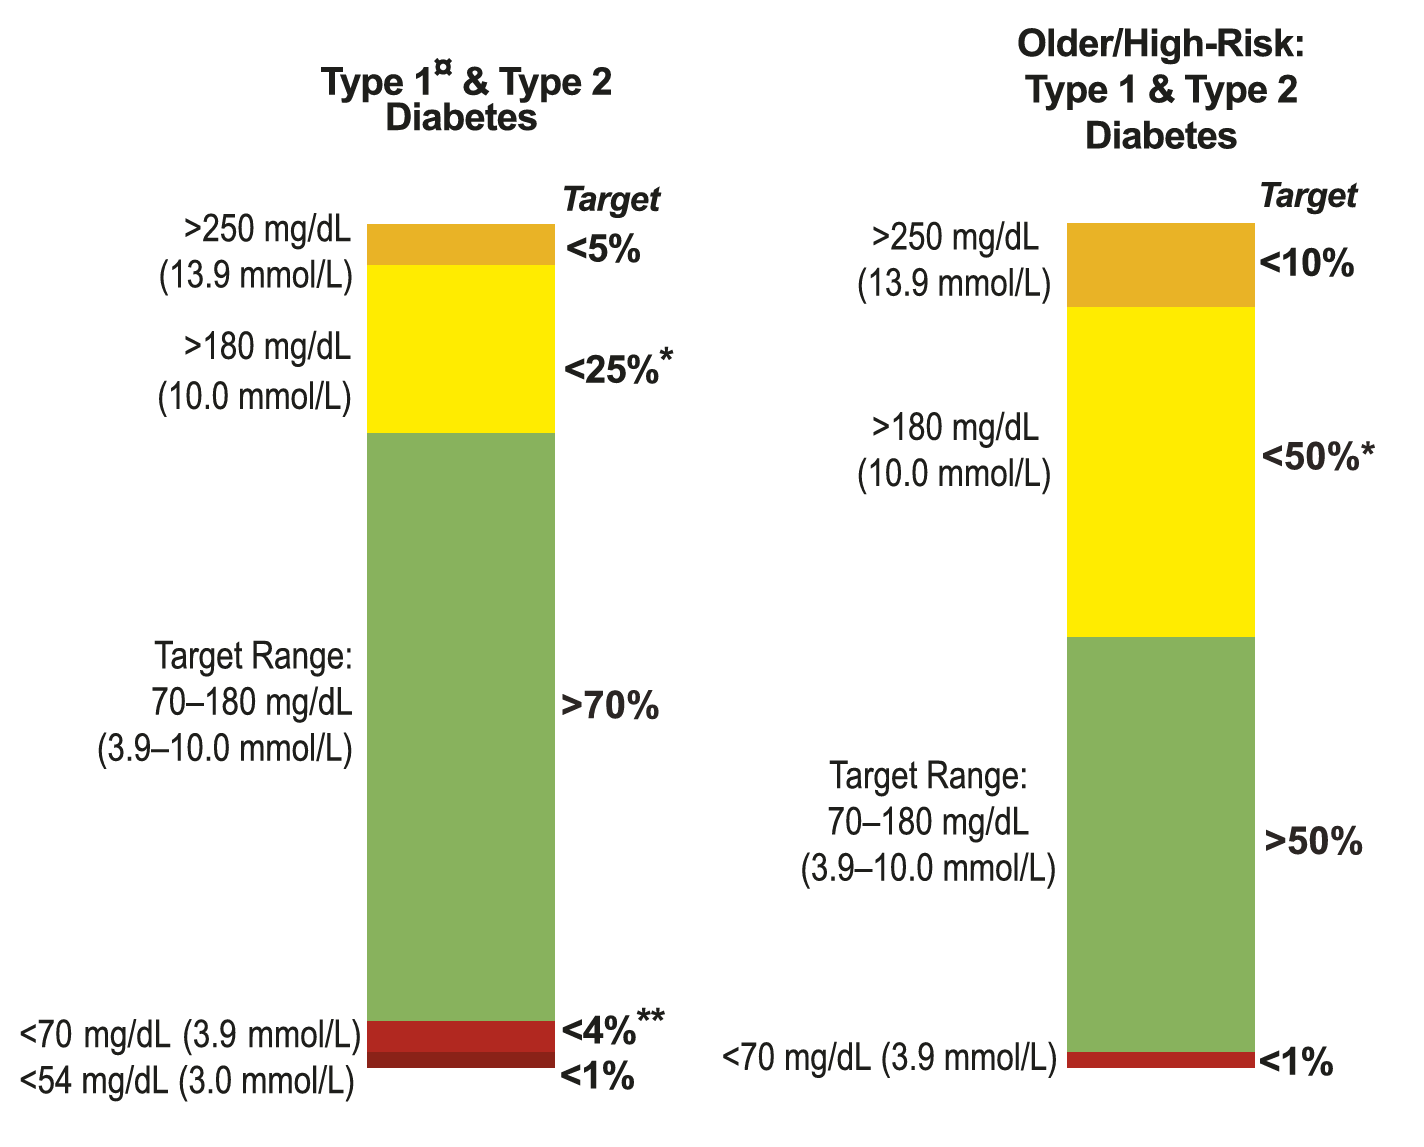 Type 1¤ & Type 2
Diabetes
Target
>250 mg/dL
(13.9 mmol/L)
<5%
>180 mg/dL
(10.0 mmol/L)
<25%*
Target Range:
70–180 mg/dL
(3.9–10.0 mmol/L)
>70%
<70 mg/dL (3.9 mmol/L)
<4%**
<54 mg/dL (3.0 mmol/L)
<1%
Older/High-Risk:
Type 1 & Type 2
Diabetes
Target
>250 mg/dL
(13.9 mmol/L)
<10%
>180 mg/dL
(10.0 mmol/L)
<50%*
Target Range:
70–180 mg/dL
(3.9–10.0 mmol/L)
>50%
<70 mg/dL (3.9 mmol/L)
<1%